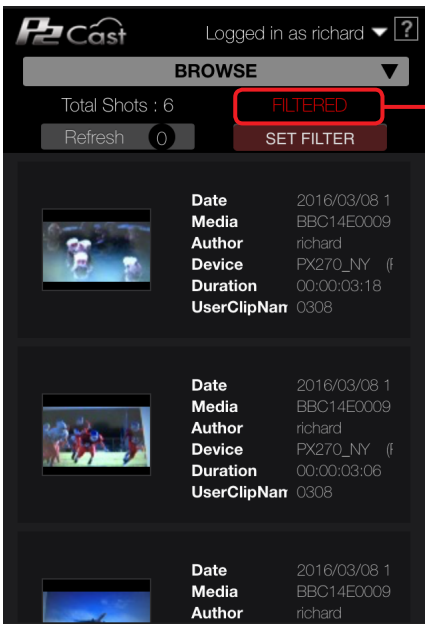 P2 Cast Logged in as richard ?
BROWSE
Total Shots : 6 FILTERED
Refresh 0 SET FILTER
Date 2016/03/08 1
Media BBC14E0009
Author richard
Device PX270_NY (F
Duration 00:00:03:18
UserClipNam 0308
Date 2016/03/08 1
Media BBC14E0009
Author richard
Device PX270_NY (F
Duration 00:00:03:06
UserClipNam 0308
Date 2016/03/08 1
Media BBC14E0009
Author richard